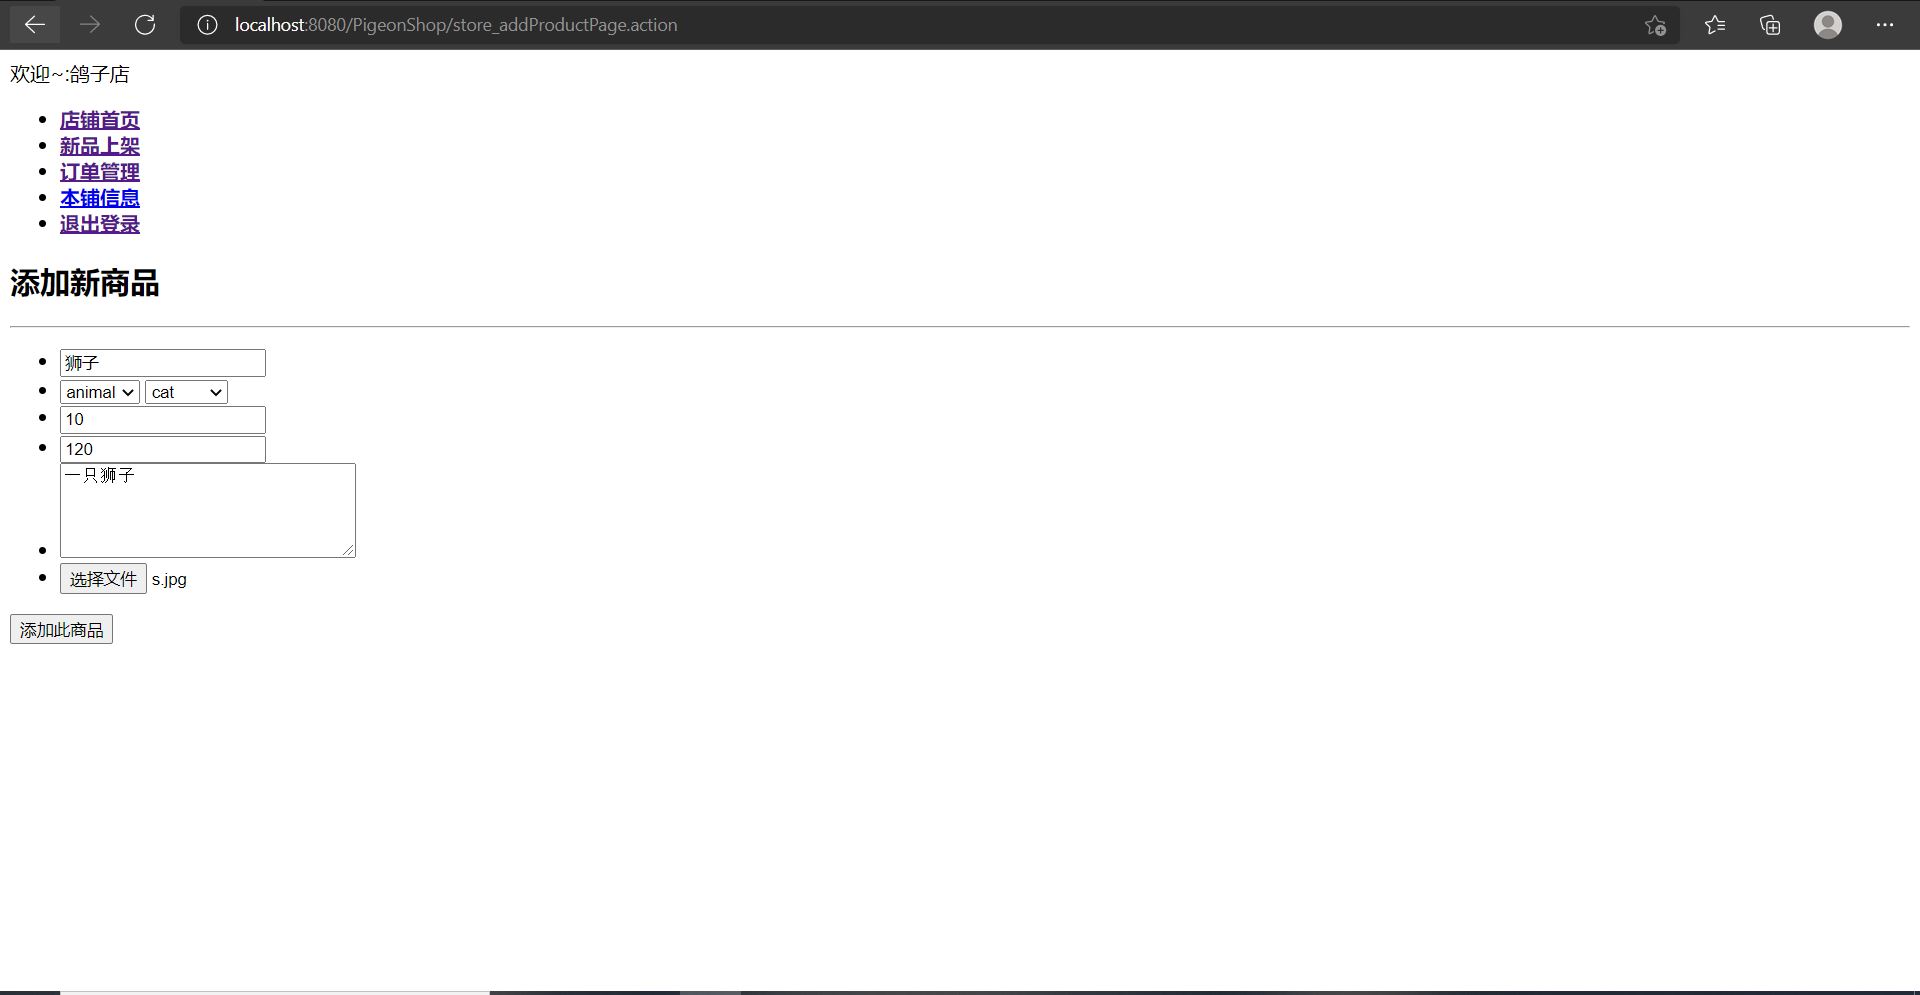 localhost:8080/PigeonShop/store_addProductPage.action
欢迎~:鸽子店
店铺首页
新品上架
订单管理
本铺信息
退出登录
添加新商品
狮子
animal cat
10
120
一只狮子
选择文件 s.jpg
添加此商品